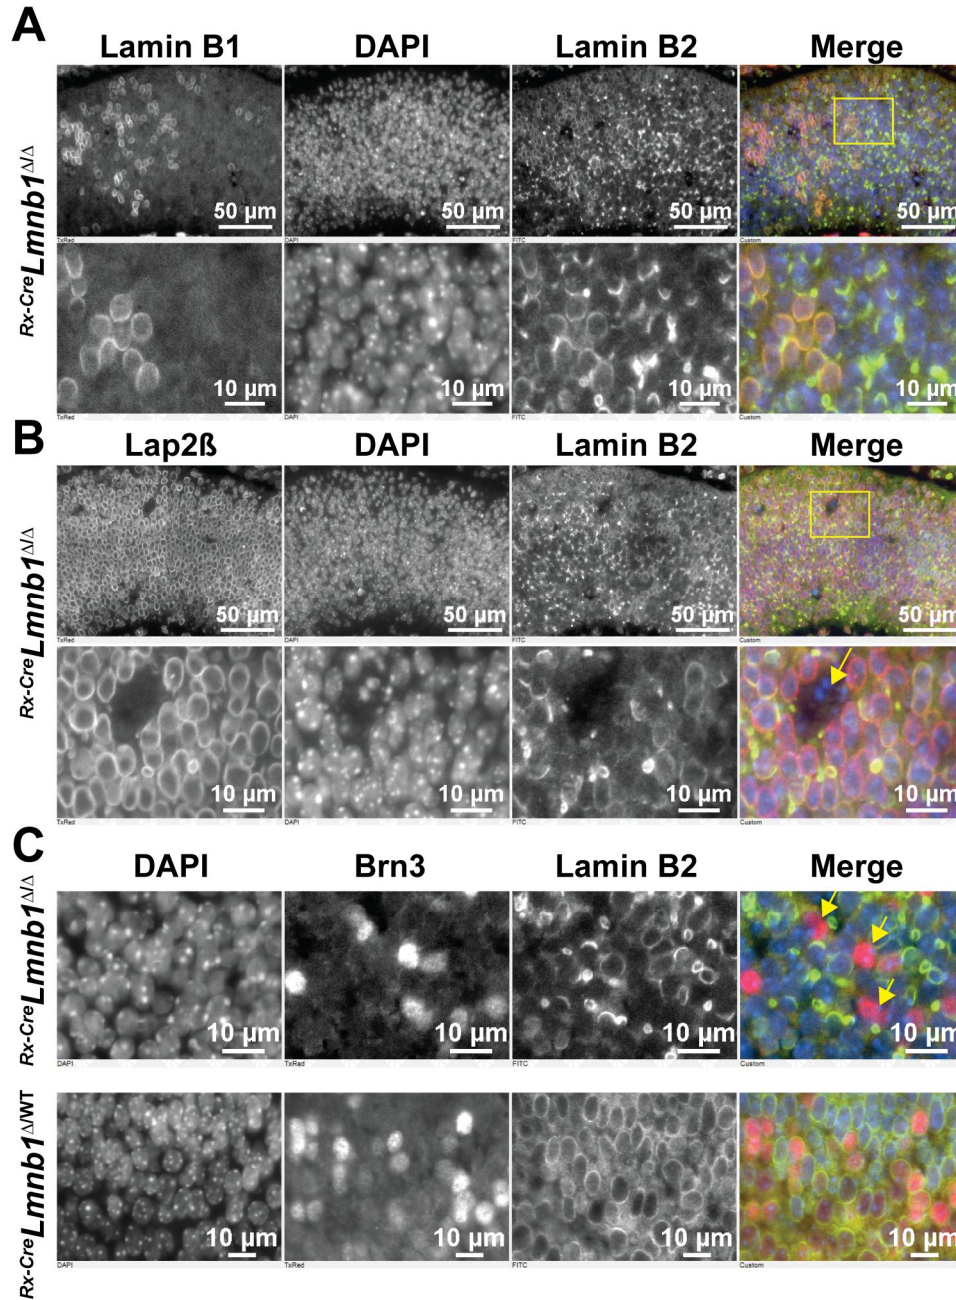 A
Lamin B1 DAPI Lamin B2 Merge
Rx-CreLmnb1Δ/Δ
50 µm 50 µm 50 µm 50 µm
TxRed DAPI FITC Custom
10 µm 10 µm 10 µm 10 µm
TxRed DAPI FITC Custom
B
Lap2ß DAPI Lamin B2 Merge
Rx-CreLmnb1Δ/Δ
50 µm 50 µm 50 µm 50 µm
TxRed DAPI FITC Custom
10 µm 10 µm 10 µm 10 µm
TxRed DAPI FITC Custom
C
DAPI Brn3 Lamin B2 Merge
Rx-CreLmnb1Δ/Δ
10 µm 10 µm 10 µm 10 µm
DAPI TxRed FITC Custom
Rx-CreLmnb1Δ/WT
10 µm 10 µm 10 µm 10 µm
DAPI TxRed FITC Custom